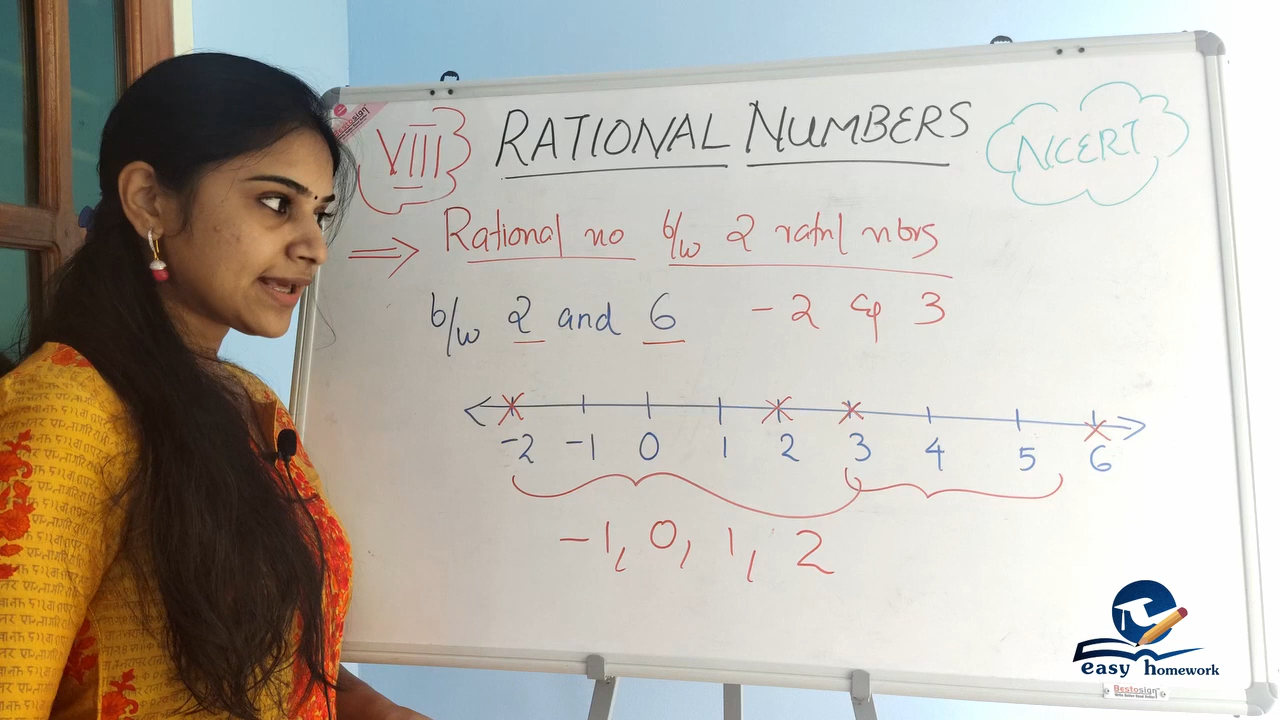 VIII RATIONAL NUMBERS NCERT
⇒ Rational no b/w 2 ratnl nbrs
b/w 2 and 6 -2 & 3
-2 -1 0 1 2 3 4 5 6
-1, 0, 1, 2
easy homework
Bestosign